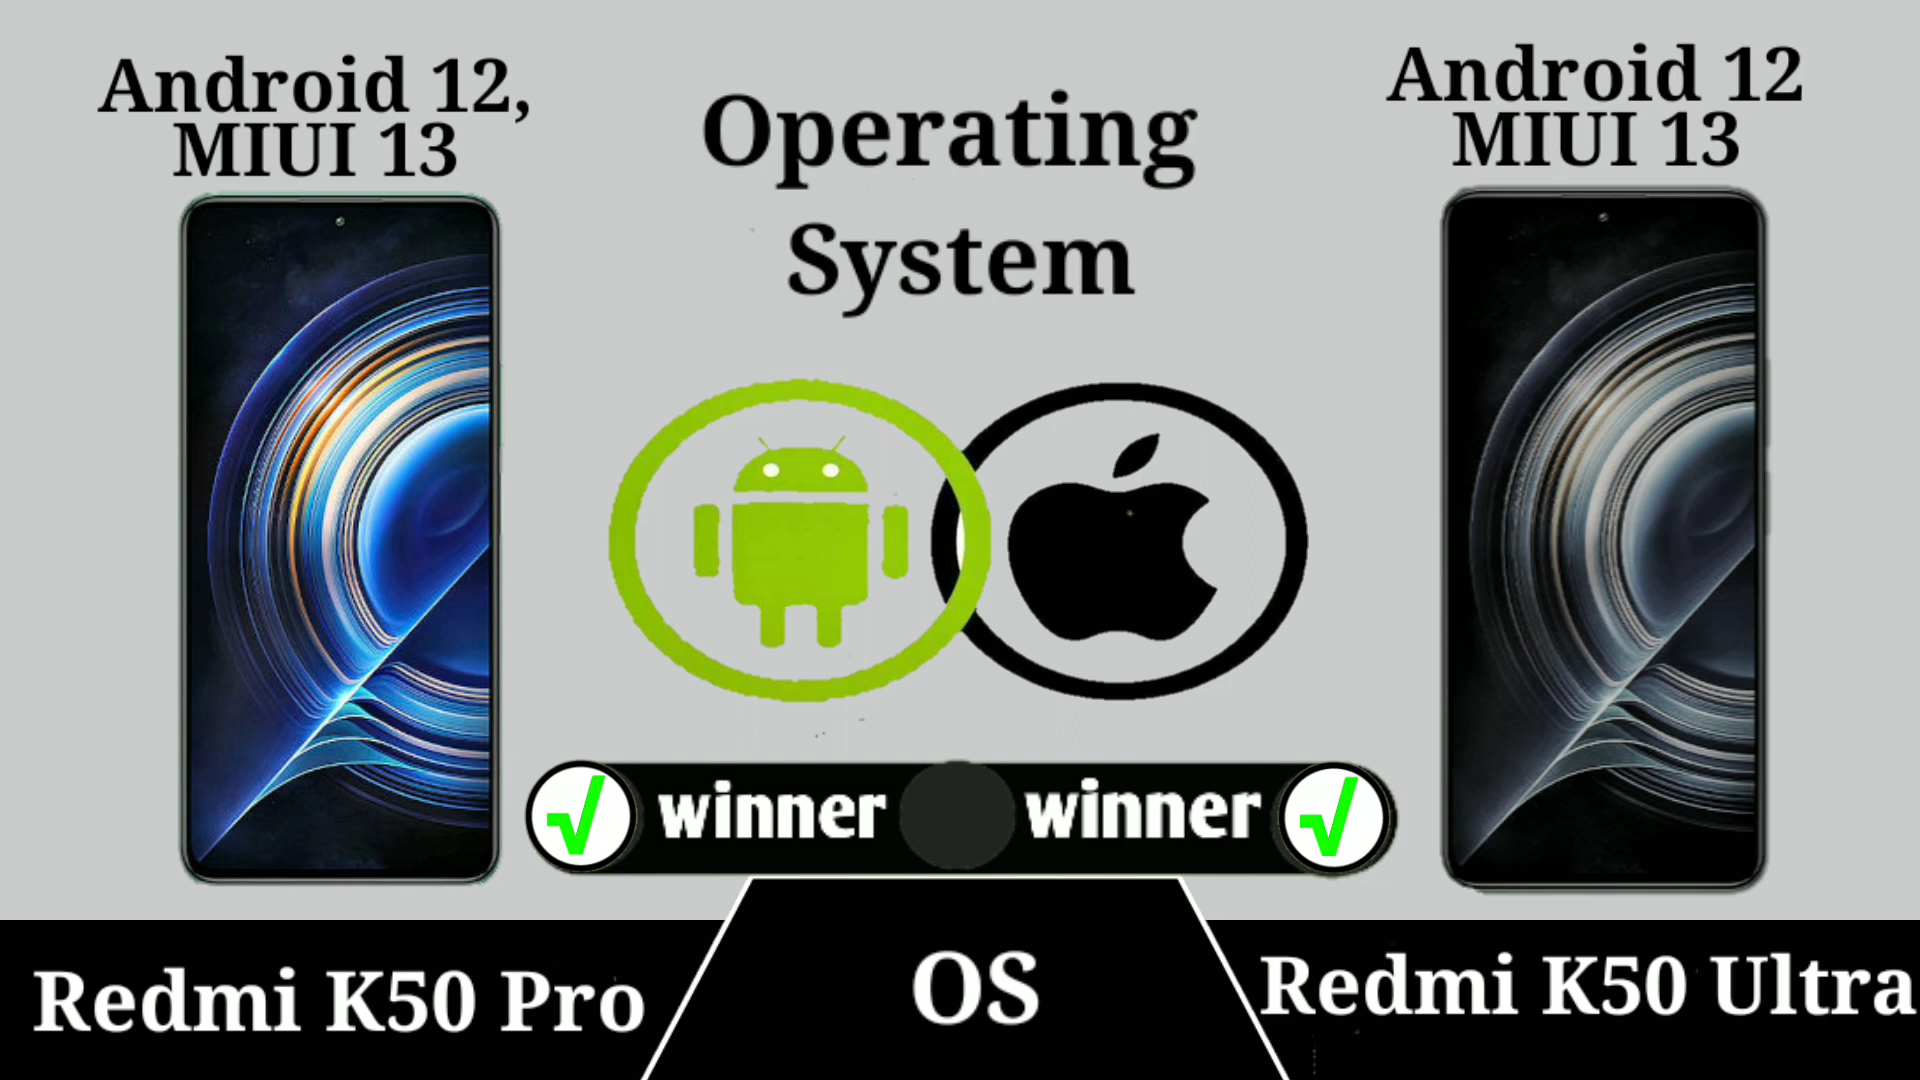 Android 12,
MIUI 13
Operating
System
Android 12
MIUI 13
winner
winner
Redmi K50 Pro
OS
Redmi K50 Ultra